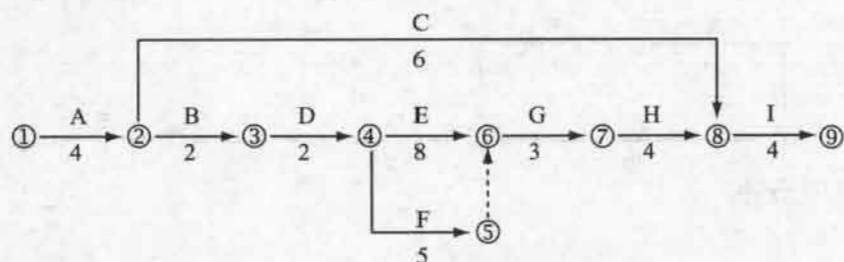 C
6
A B D E G H I
① ② ③ ④ ⑥ ⑦ ⑧ ⑨
4 2 2 8 3 4 4
F ⑤
5